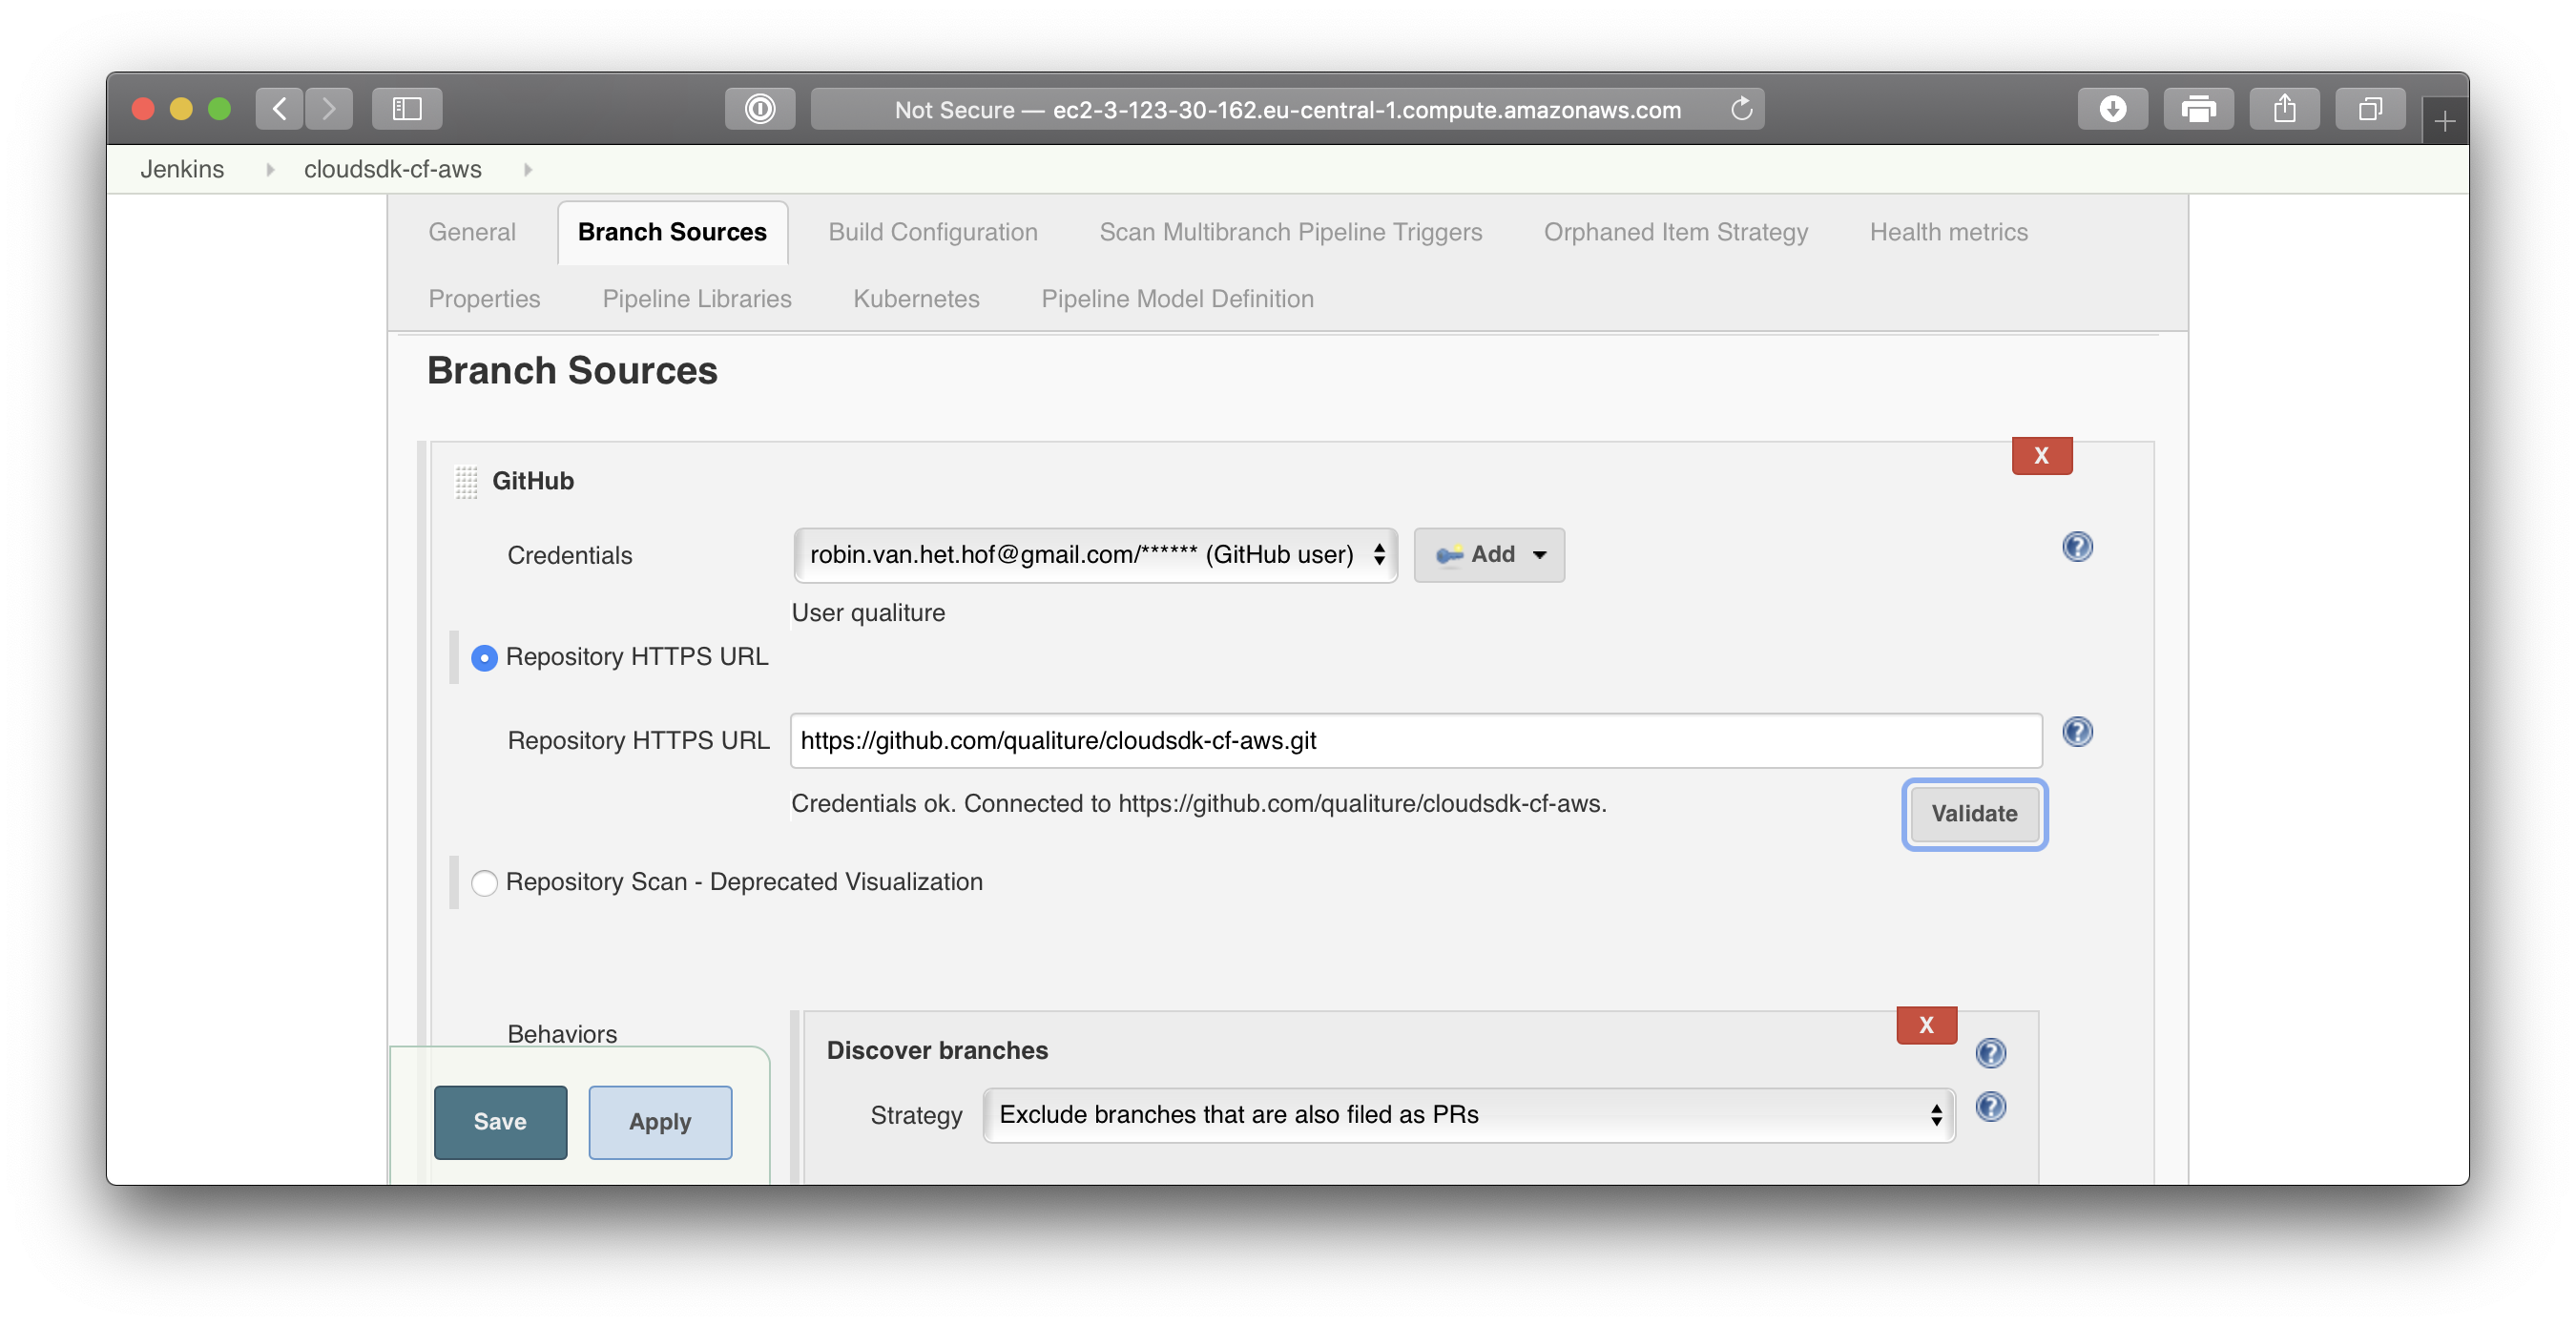 Not Secure — ec2-3-123-30-162.eu-central-1.compute.amazonaws.com
Jenkins cloudsdk-cf-aws
General Branch Sources Build Configuration Scan Multibranch Pipeline Triggers Orphaned Item Strategy Health metrics
Properties Pipeline Libraries Kubernetes Pipeline Model Definition
Branch Sources
X
GitHub
Credentials robin.van.het.hof@gmail.com/****** (GitHub user) Add ?
User qualiture
Repository HTTPS URL
Repository HTTPS URL https://github.com/qualiture/cloudsdk-cf-aws.git ?
Credentials ok. Connected to https://github.com/qualiture/cloudsdk-cf-aws.
Validate
Repository Scan - Deprecated Visualization
Behaviors
X
Discover branches ?
Strategy Exclude branches that are also filed as PRs ?
Save Apply